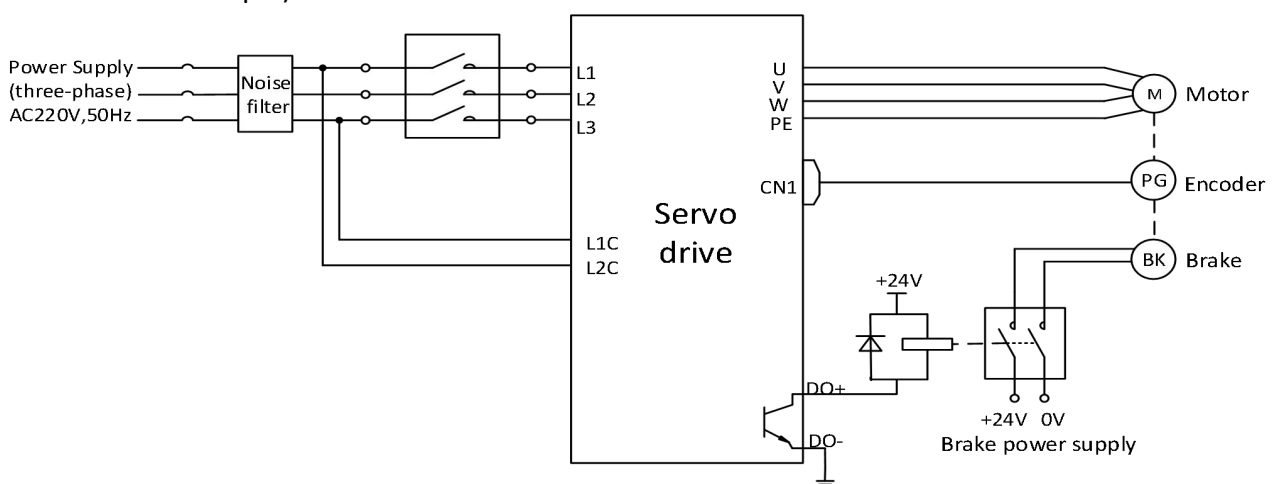 Power Supply
(three-phase)
AC220V,50Hz
Noise
filter
L1
L2
L3
L1C
L2C
Servo
drive
U
V
W
PE
CN1
M
Motor
PG
Encoder
BK
Brake
+24V
DO+
DO-
+24V 0V
Brake power supply